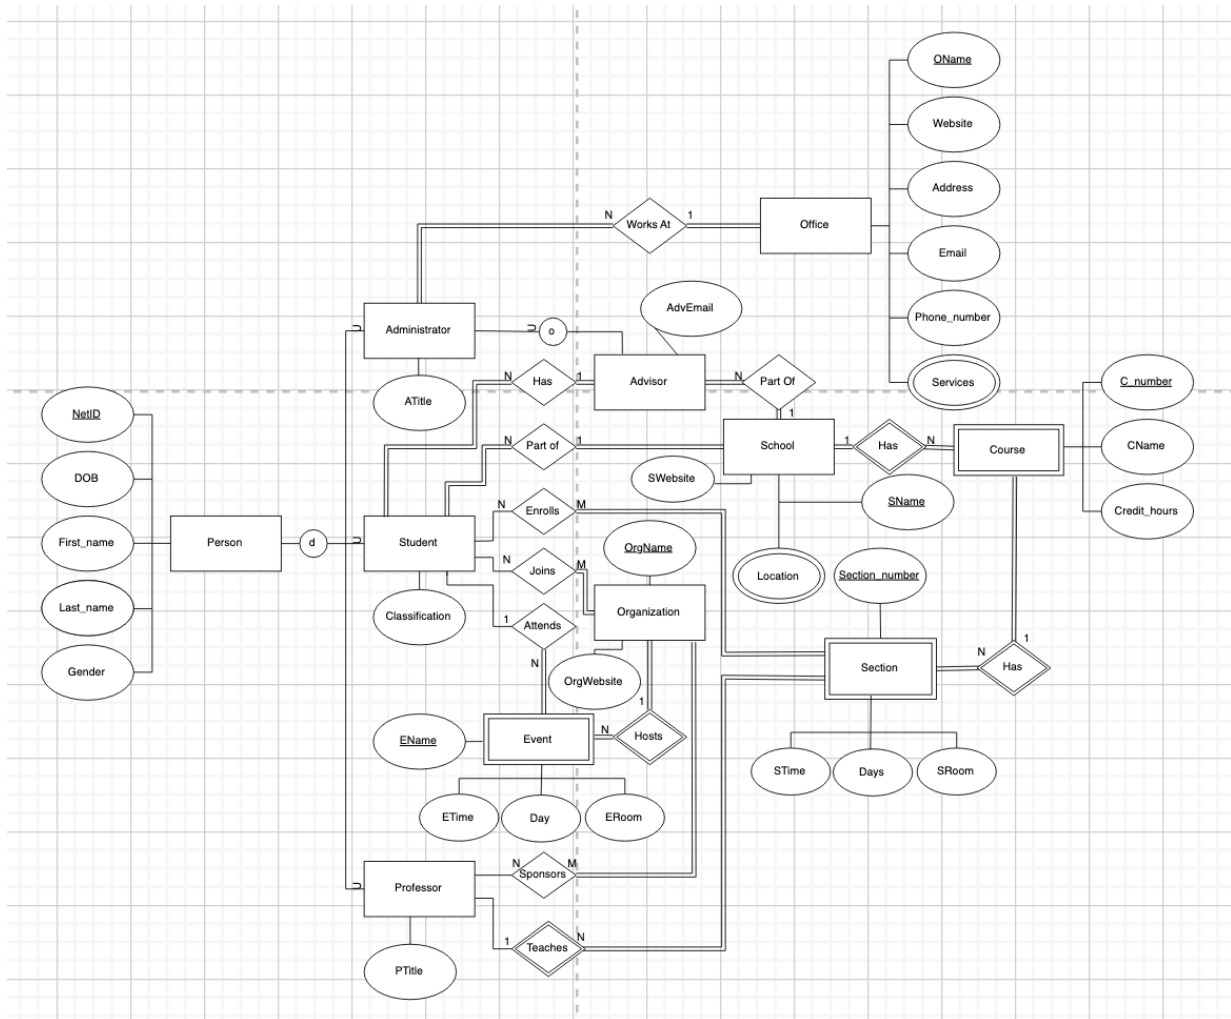 OName
Website
Address
N
Works At
1
Office
Email
AdvEmail
Phone_number
U
Administrator
U
o
N
Has
1
Advisor
N
Part Of
1
Services
C_number
ATitle
NetID
N
Part of
1
School
1
Has
N
Course
CName
DOB
SWebsite
SName
Credit_hours
N
Enrolls
M
First_name
Person
d
U
Student
OrgName
N
Joins
M
Location
Section_number
Last_name
Classification
1
Attends
N
Organization
1
N
Has
Section
Gender
OrgWebsite
1
EName
Event
N
Hosts
STime
Days
SRoom
ETime
Day
ERoom
N
Sponsors
M
U
Professor
1
Teaches
N
PTitle